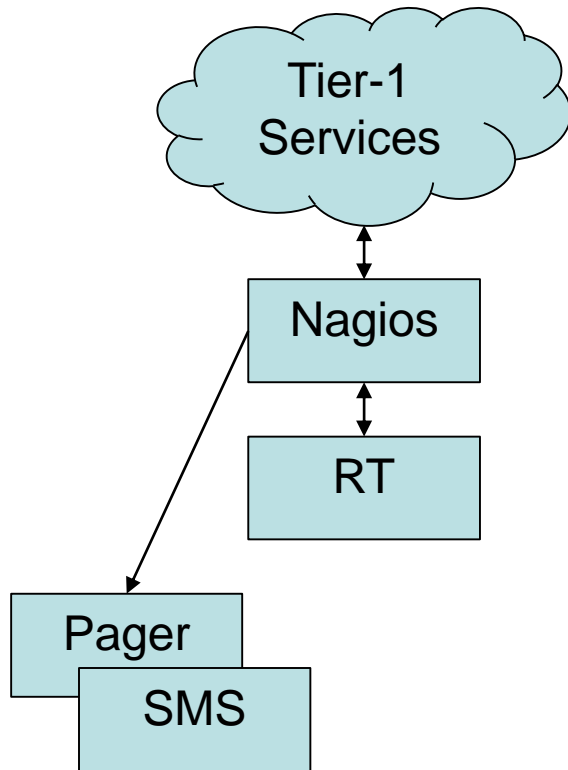 Tier-1
Services
Nagios
RT
Pager
SMS